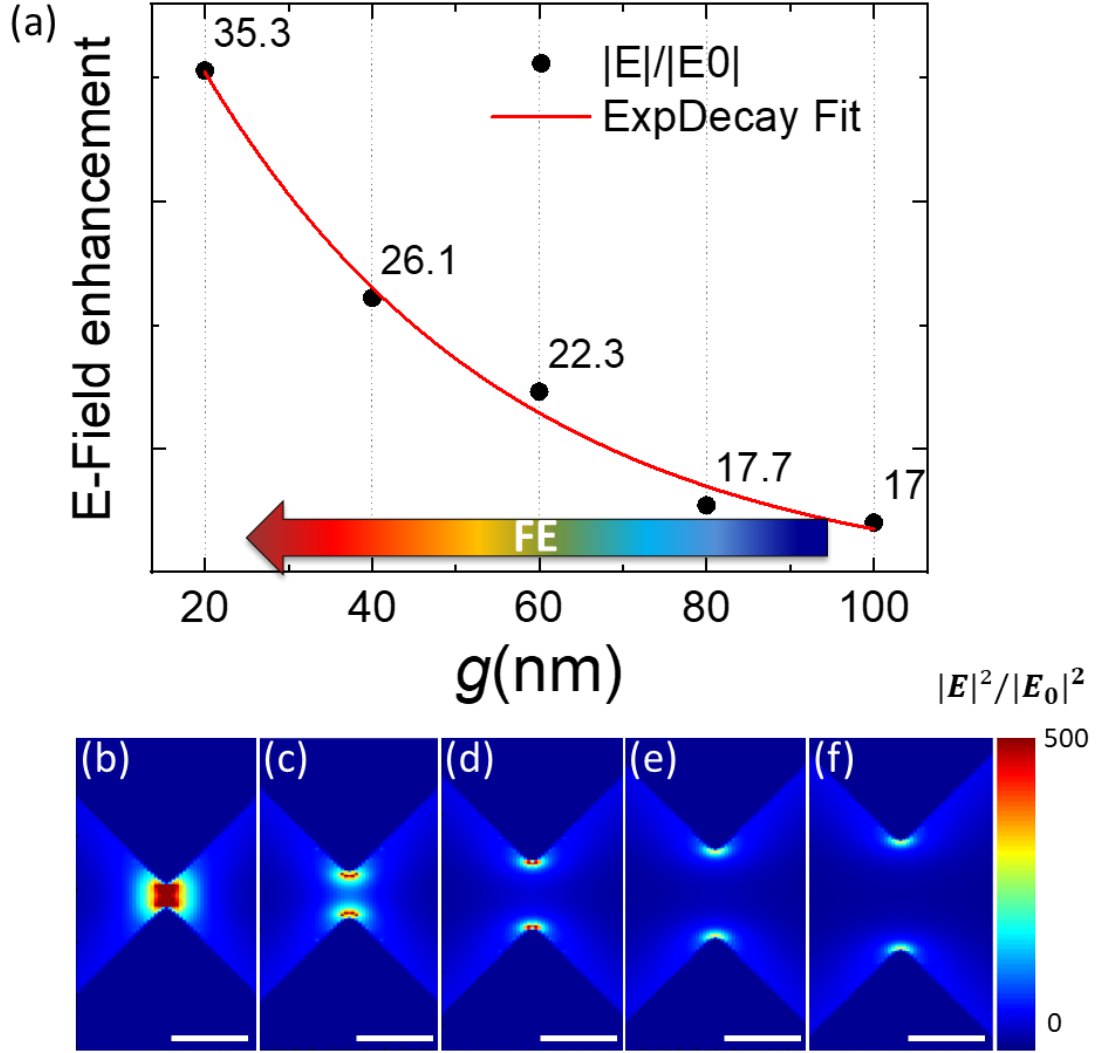 (a)
35.3
|E|/|E0|
ExpDecay Fit
26.1
22.3
17.7
17
FE
E-Field enhancement
20 40 60 80 100
g(nm)
|E|²/|E₀|²
(b) (c) (d) (e) (f)
500
0